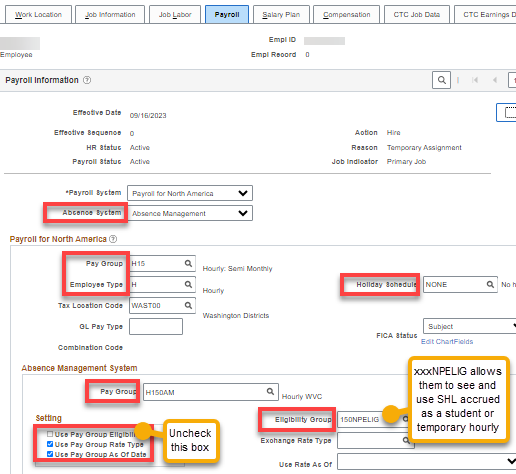 Work Location Job Information Job Labor Payroll Salary Plan Compensation CTC Job Data CTC Earnings D
Empl ID
Employee Empl Record 0
Payroll Information
Effective Date 09/16/2023
Effective Sequence 0 Action Hire
HR Status Active Reason Temporary Assignment
Payroll Status Active Job Indicator Primary Job
*Payroll System Payroll for North America
Absence System Absence Management
Payroll for North America
Pay Group H15 Hourly: Semi Monthly
Employee Type H Hourly Holiday Schedule NONE No h
Tax Location Code WAST00 Washington Districts
GL Pay Type
FICA Status Subject
Edit ChartFields
Combination Code
Absence Management System
Pay Group H150AM Hourly WVC
xxxNPELIG allows
them to see and
use SHL accrued
as a student or
temporary hourly
Setting Eligibility Group 150NPELIG
Use Pay Group Eligibili
Use Pay Group Rate Type Exchange Rate Type
Use Pay Group As Of Date
Uncheck
this box
Use Rate As Of